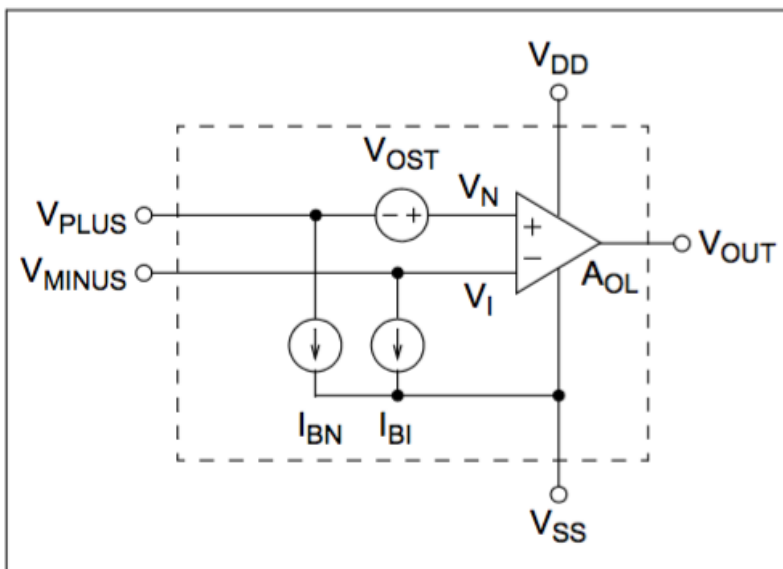 VDD
VOST
VN
VPLUS
+
- +
VOUT
VMINUS
-
VI
AOL
IBN IBI
VSS